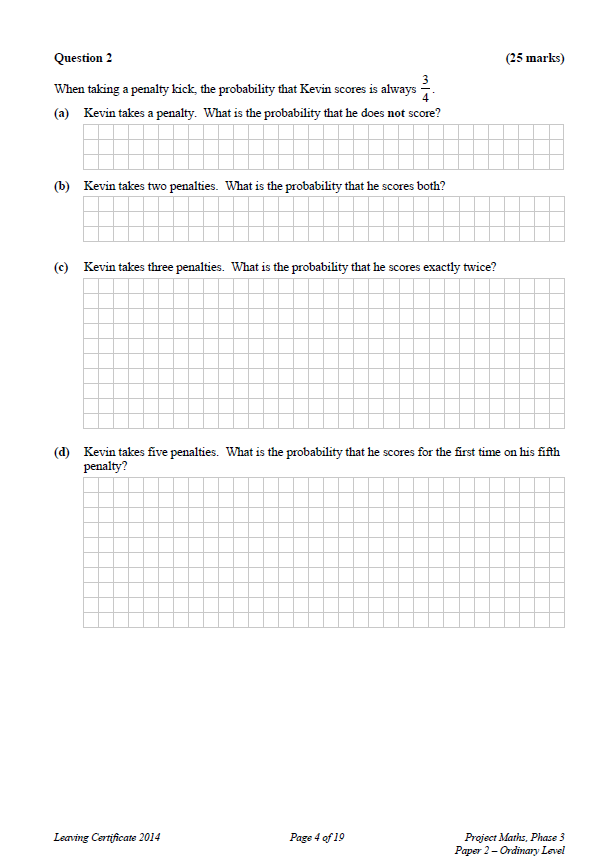 Question 2 (25 marks)
When taking a penalty kick, the probability that Kevin scores is always 3/4.
(a) Kevin takes a penalty. What is the probability that he does not score?
(b) Kevin takes two penalties. What is the probability that he scores both?
(c) Kevin takes three penalties. What is the probability that he scores exactly twice?
(d) Kevin takes five penalties. What is the probability that he scores for the first time on his fifth
penalty?
Leaving Certificate 2014 Page 4 of 19 Project Maths, Phase 3
Paper 2 – Ordinary Level